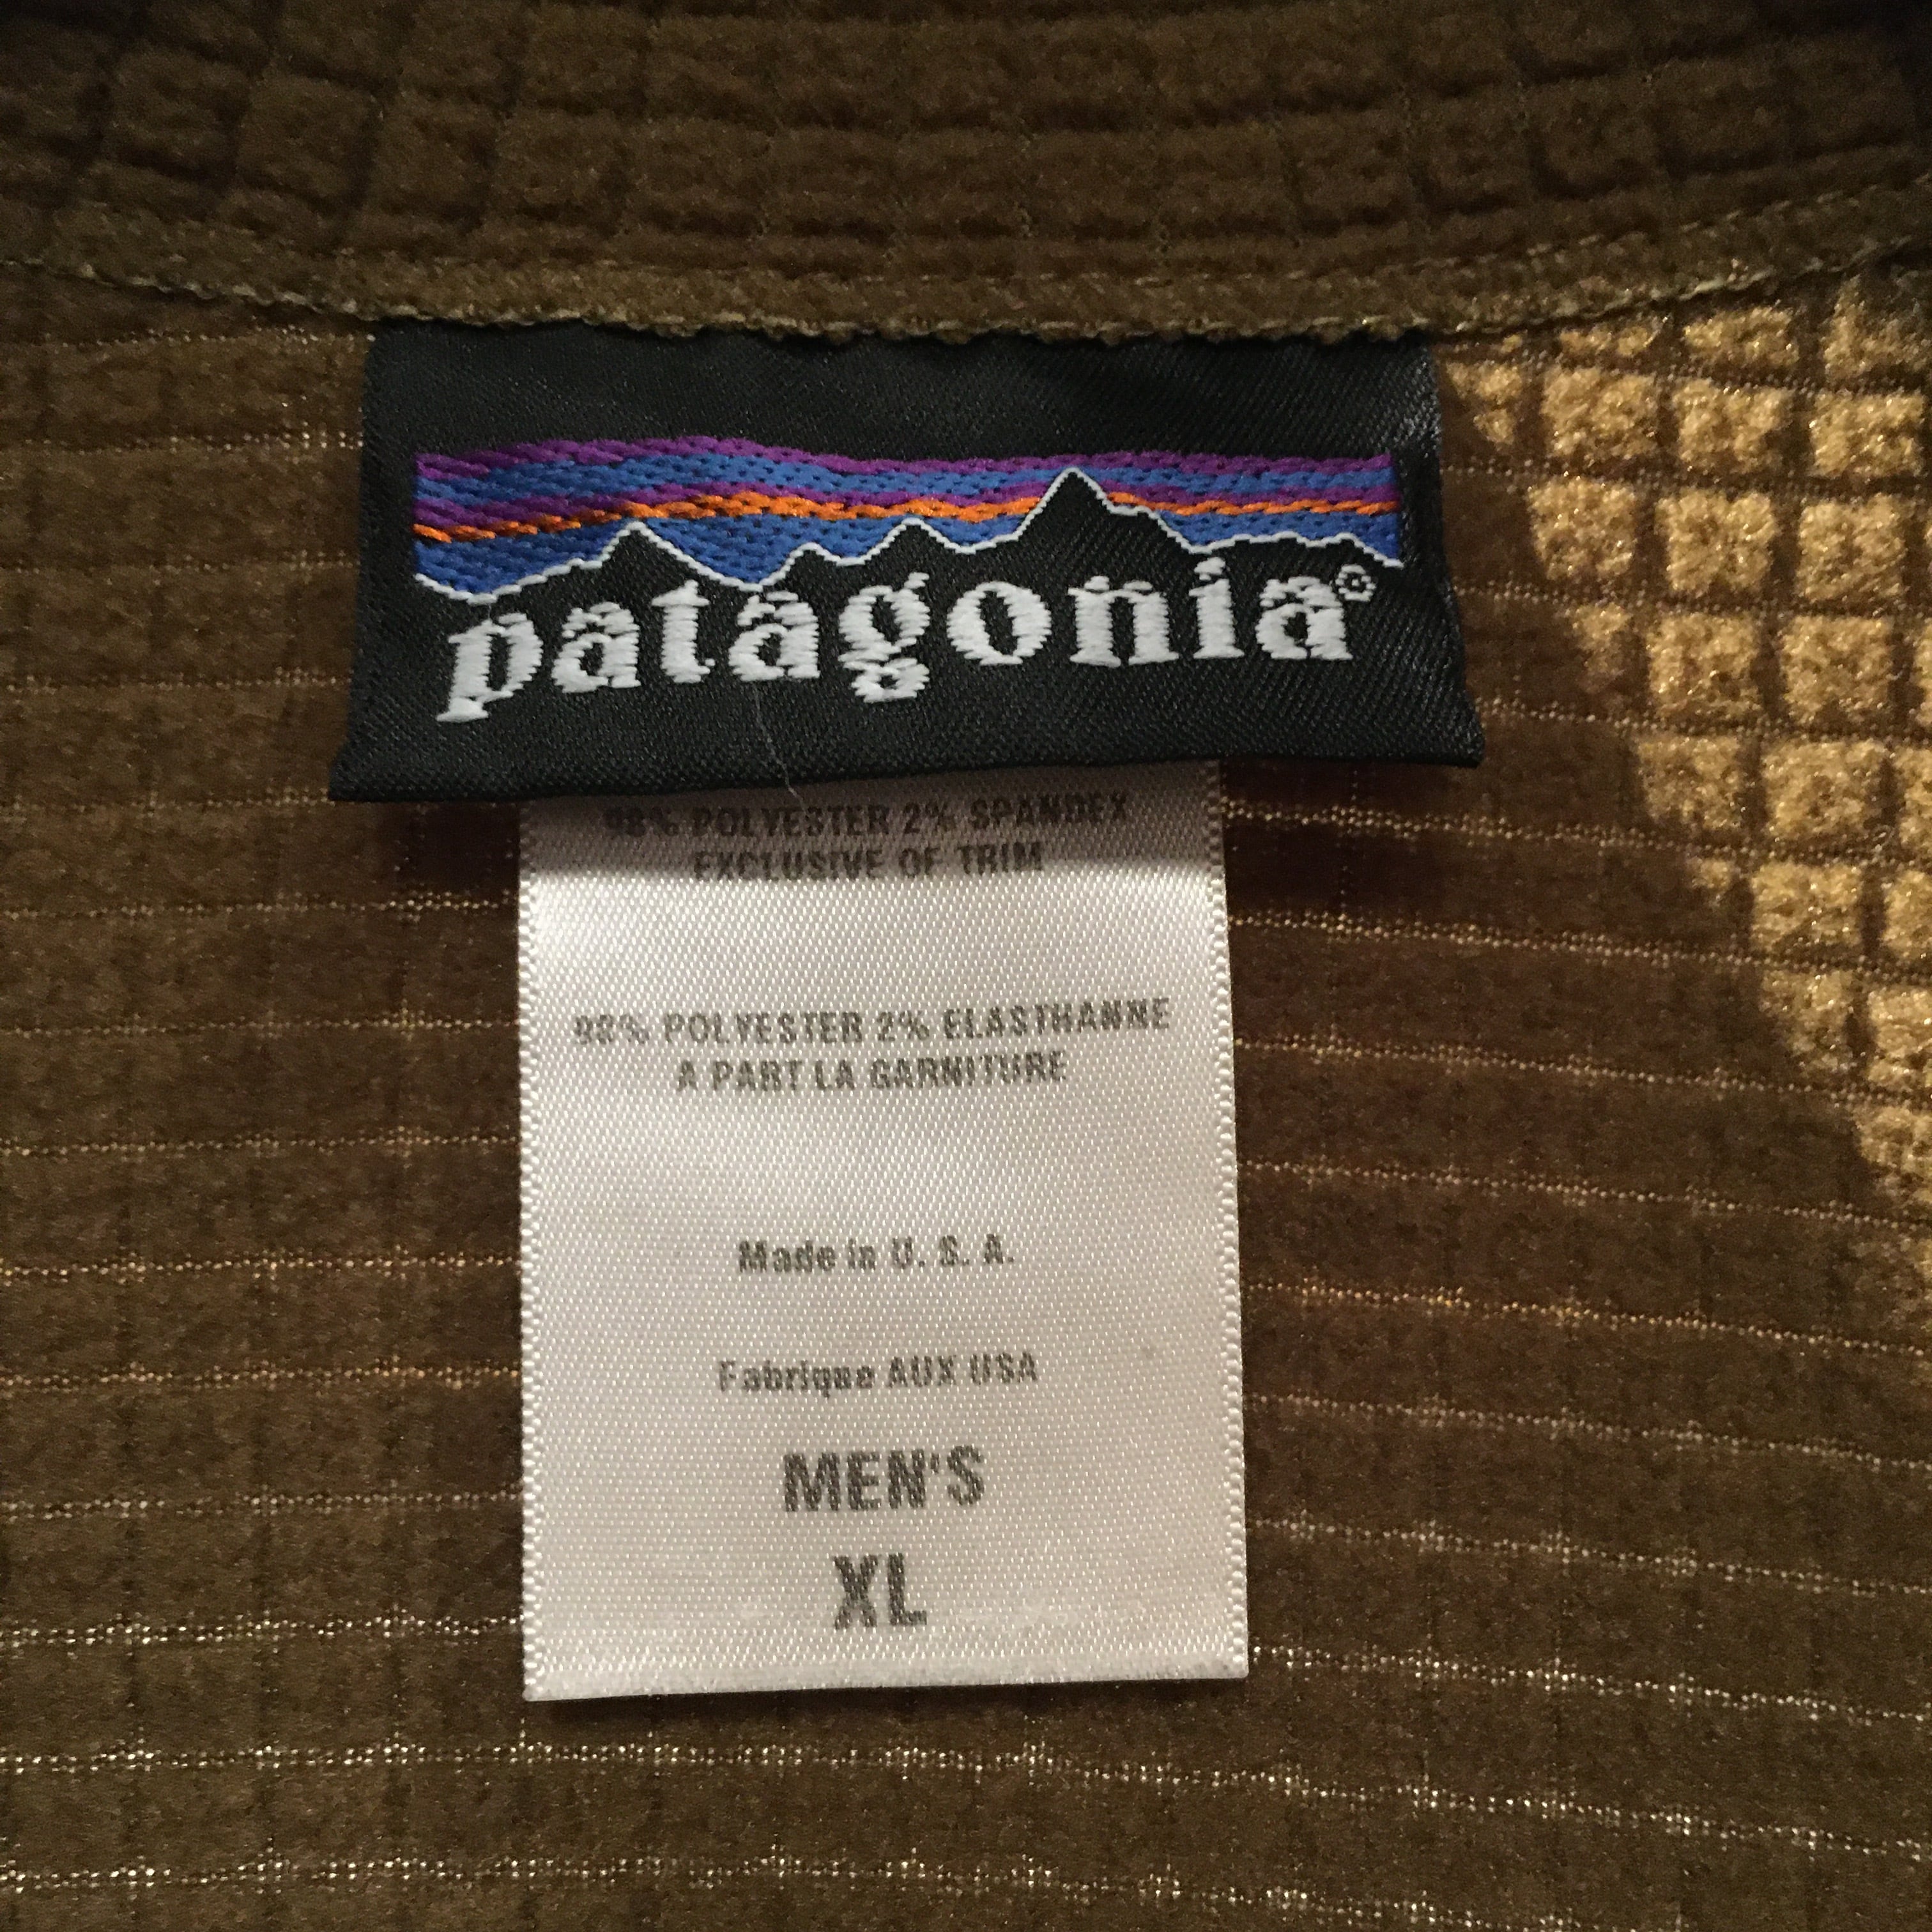 patagonia®
98% POLYESTER 2% SPANDEX
EXCLUSIVE OF TRIM
98% POLYESTER 2% ELASTHANNE
A PART LA GARNITURE
Made in U. S. A.
Fabrique AUX USA
MEN'S
XL